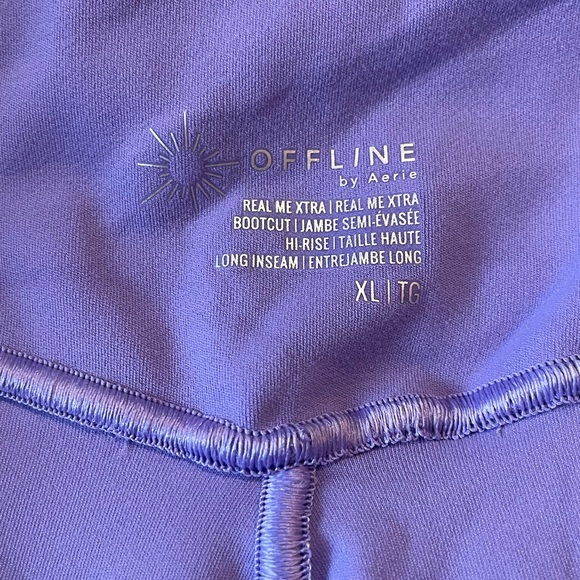 OFFLINE
by Aerie
REAL ME XTRA | REAL ME XTRA
BOOTCUT | JAMBE SEMI-ÉVASÉE
HI-RISE | TAILLE HAUTE
LONG INSEAM | ENTREJAMBE LONG
XL | TG